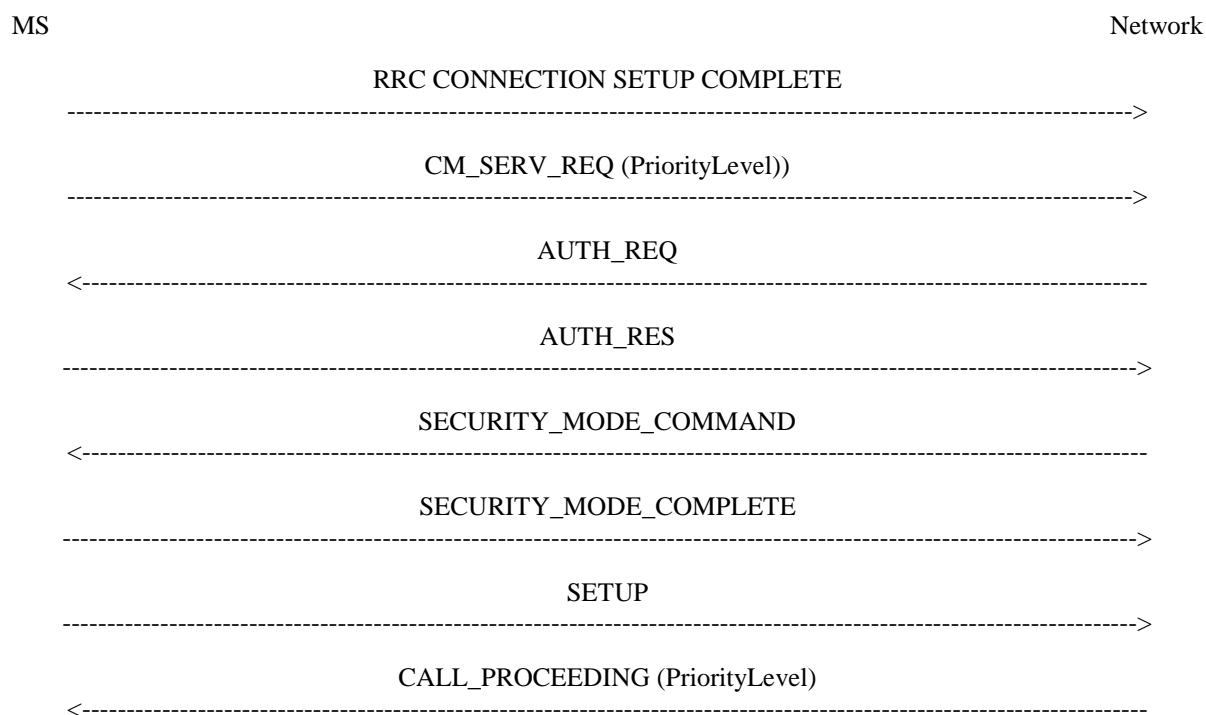 MS Network
RRC CONNECTION SETUP COMPLETE
CM_SERV_REQ (PriorityLevel))
AUTH_REQ
AUTH_RES
SECURITY_MODE_COMMAND
SECURITY_MODE_COMPLETE
SETUP
CALL_PROCEEDING (PriorityLevel)